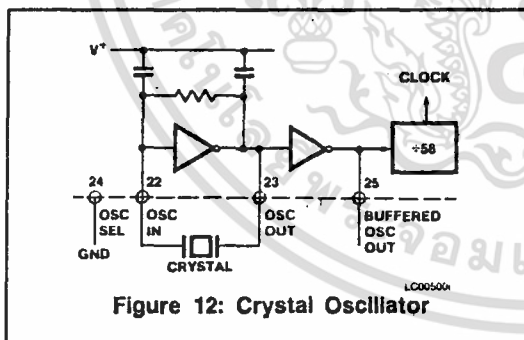 V+
CLOCK
÷58
24
22
23
25
OSC SEL
OSC IN
OSC OUT
BUFFERED OSC OUT
GND
CRYSTAL
LC00500I
Figure 12: Crystal Oscillator